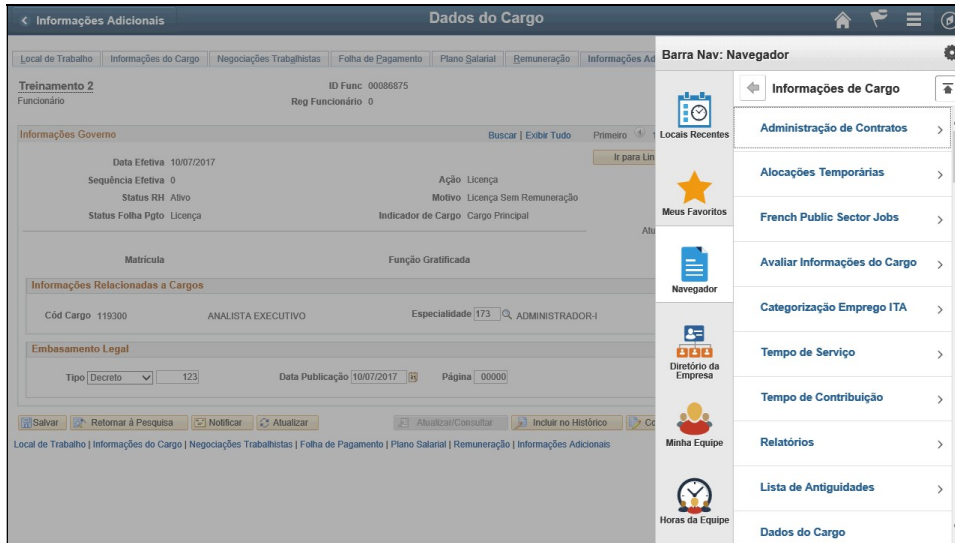 Informações Adicionais
Dados do Cargo
Local de Trabalho
Informações do Cargo
Negociações Trabalhistas
Folha de Pagamento
Plano Salarial
Remuneração
Informações Ad
Treinamento 2
ID Func 00086875
Funcionário
Reg Funcionário 0
Informações Governo
Buscar | Exibir Tudo
Primeiro
Data Efetiva 10/07/2017
Ir para Lin
Sequência Efetiva 0
Ação Licença
Status RH Ativo
Motivo Licença Sem Remuneração
Status Folha Pgto Licença
Indicador de Cargo Cargo Principal
Atu
Matrícula
Função Gratificada
Informações Relacionadas a Cargos
Cód Cargo 119300 ANALISTA EXECUTIVO
Especialidade 173 ADMINISTRADOR-I
Embasamento Legal
Tipo Decreto 123
Data Publicação 10/07/2017
Página 00000
Salvar
Retornar à Pesquisa
Notificar
Atualizar
Atualizar/Consultar
Incluir no Histórico
Co
Local de Trabalho | Informações do Cargo | Negociações Trabalhistas | Folha de Pagamento | Plano Salarial | Remuneração | Informações Adicionais
Barra Nav: Navegador
Locais Recentes
Meus Favoritos
Navegador
Diretório da
Empresa
Minha Equipe
Horas da Equipe
Informações de Cargo
Administração de Contratos
Alocações Temporárias
French Public Sector Jobs
Avaliar Informações do Cargo
Categorização Emprego ITA
Tempo de Serviço
Tempo de Contribuição
Relatórios
Lista de Antiguidades
Dados do Cargo